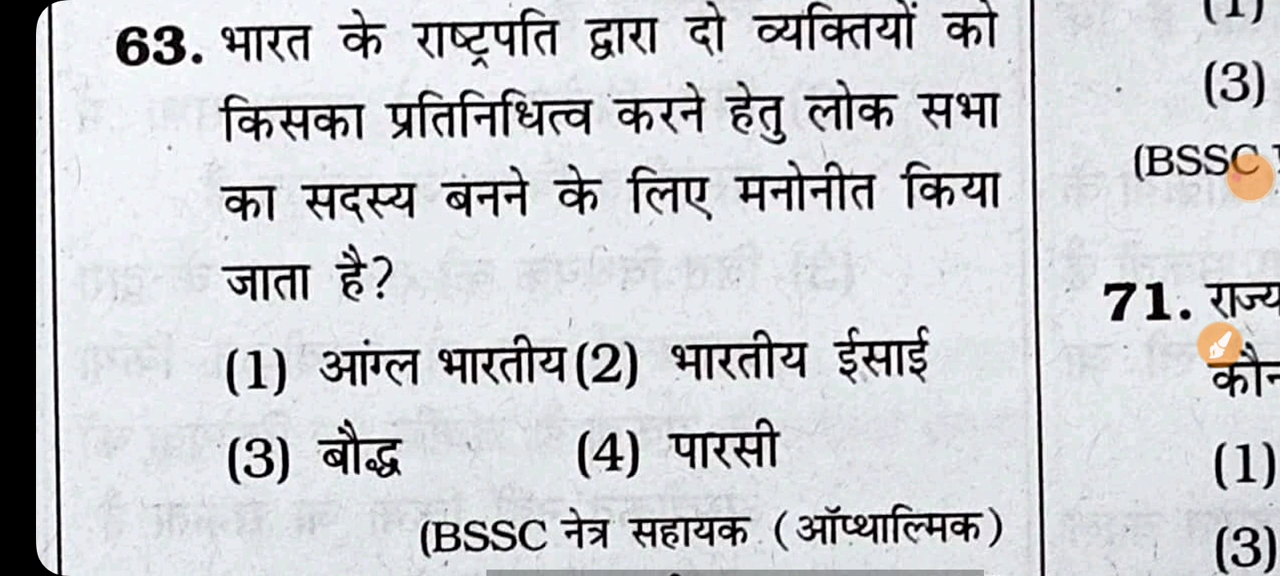 63. भारत के राष्ट्रपति द्वारा दो व्यक्तियों को
किसका प्रतिनिधित्व करने हेतु लोक सभा
का सदस्य बनने के लिए मनोनीत किया
जाता है?
(1) आंग्ल भारतीय (2) भारतीय ईसाई
(3) बौद्ध (4) पारसी
(BSSC नेत्र सहायक (ऑप्थाल्मिक)
(1)
(3)
(BSSC
71. राज्य
(1)
(3)